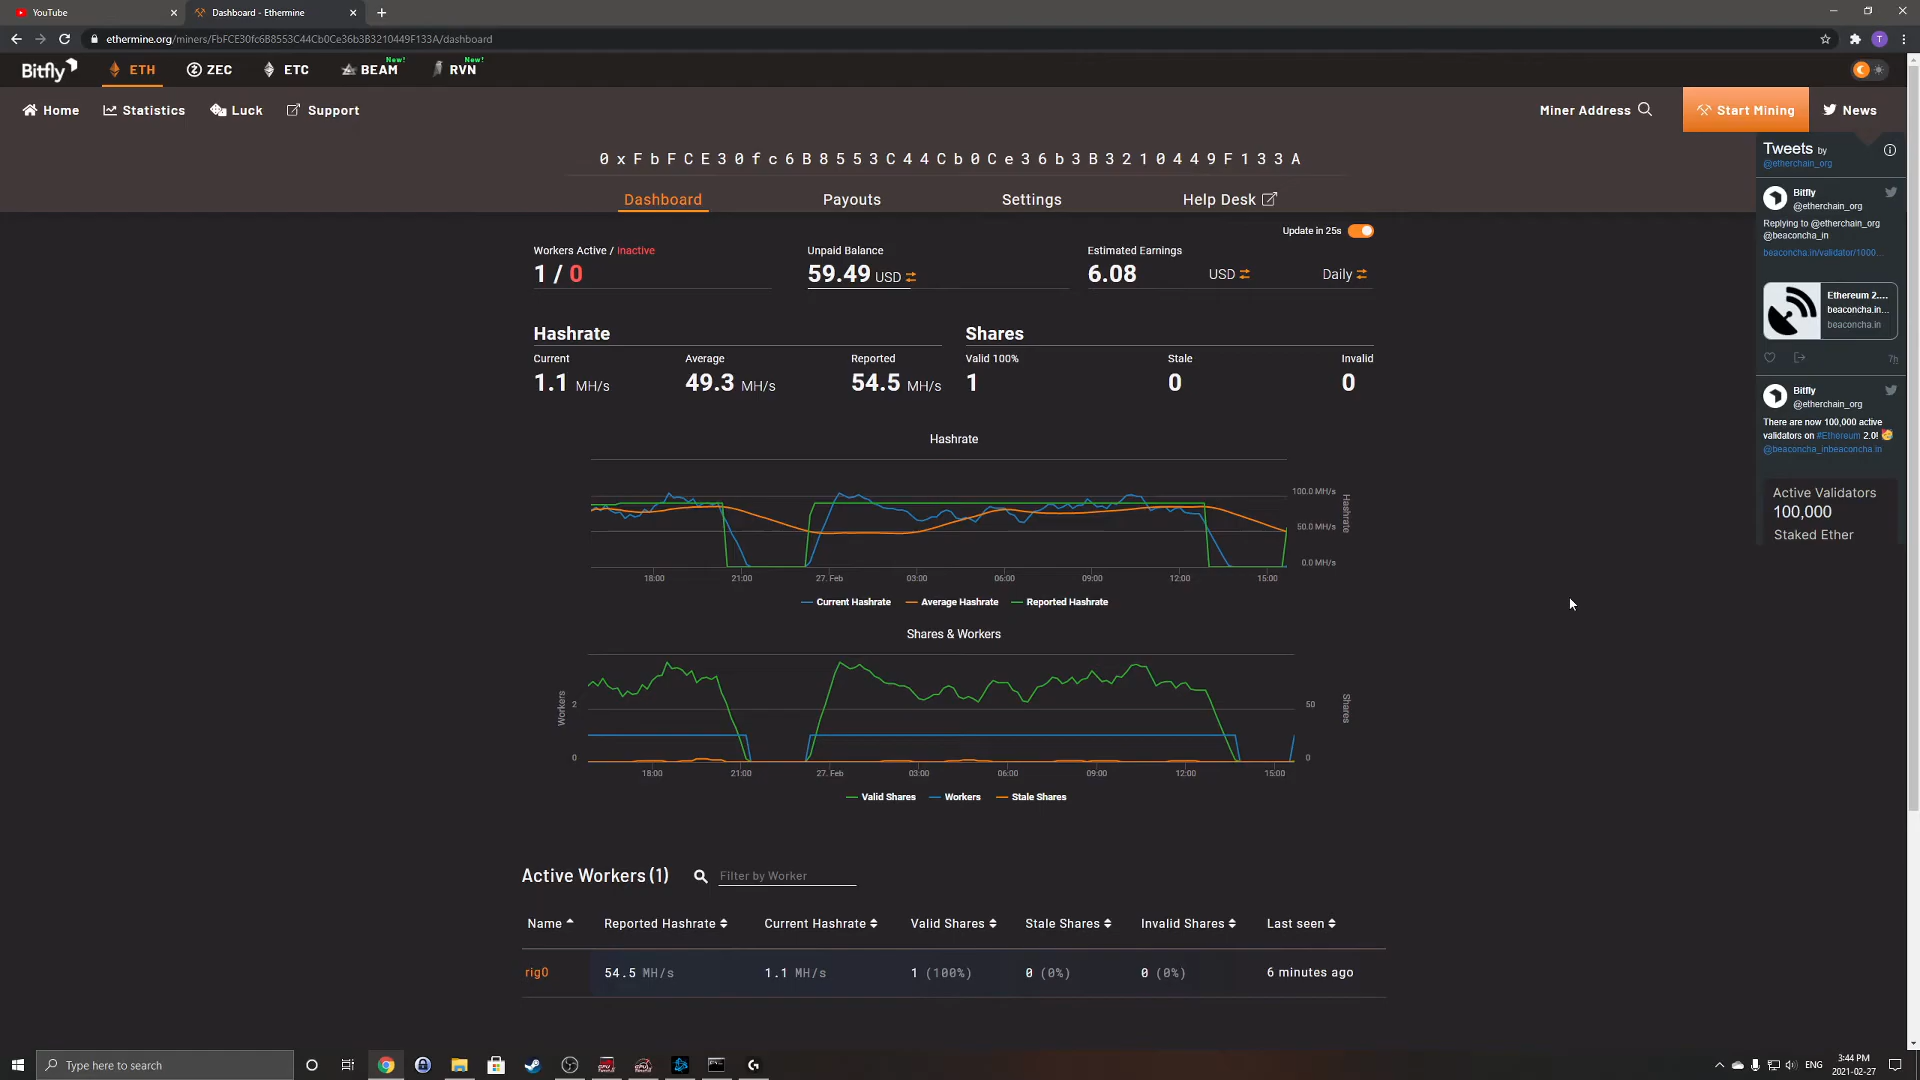 YouTube
Dashboard - Ethermine
ethermine.org/miners/FbFCE30fc6B8553C44Cb0Ce36b3B3210449F133A/dashboard
Bitfly
ETH
ZEC
ETC
BEAM
New!
RVN
New!
Home
Statistics
Luck
Support
Miner Address
Start Mining
News
0xFbFCE30fc6B8553C44Cb0Ce36b3B3210449F133A
Dashboard
Payouts
Settings
Help Desk
Update in 25s
Workers Active / Inactive
1 / 0
Unpaid Balance
59.49 USD
Estimated Earnings
6.08 USD Daily
Hashrate
Current
1.1 MH/s
Average
49.3 MH/s
Reported
54.5 MH/s
Shares
Valid 100%
1
Stale
0
Invalid
0
Hashrate
100.0 MH/s
50.0 MH/s
0.0 MH/s
Hashrate
18:00 21:00 27. Feb 03:00 06:00 09:00 12:00 15:00
Current Hashrate Average Hashrate Reported Hashrate
Shares & Workers
Workers
2
0
50
0
Shares
18:00 21:00 27. Feb 03:00 06:00 09:00 12:00 15:00
Valid Shares Workers Stale Shares
Active Workers (1)
Filter by Worker
Name Reported Hashrate Current Hashrate Valid Shares Stale Shares Invalid Shares Last seen
rig0 54.5 MH/s 1.1 MH/s 1 (100%) 0 (0%) 0 (0%) 6 minutes ago
Tweets by
@etherchain_org
Bitfly
@etherchain_org
Replying to @etherchain_org
@beaconcha_in
beaconcha.in/validator/1000...
Ethereum 2....
beaconcha.in...
beaconcha.in
7h
Bitfly
@etherchain_org
There are now 100,000 active
validators on #Ethereum 2.0!
@beaconcha_inbeaconcha.in
Active Validators
100,000
Staked Ether
T
Type here to search
ENG
3:44 PM
2021-02-27